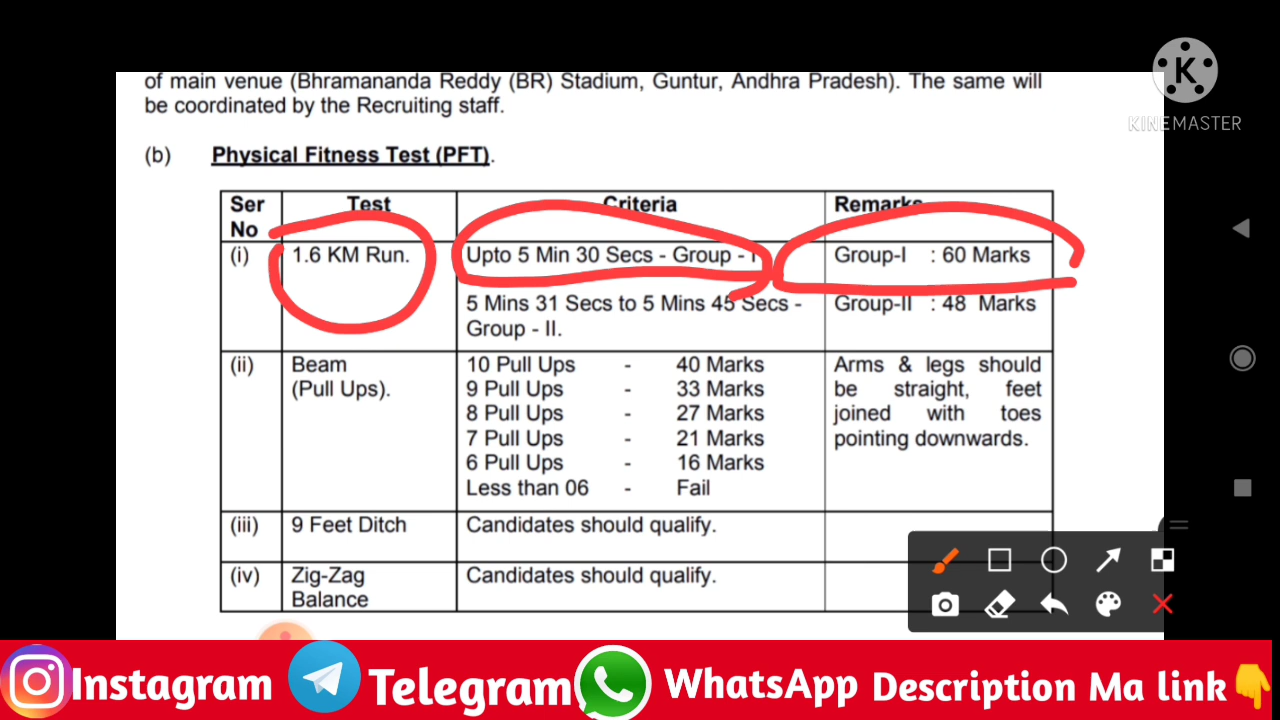 of main venue (Bhramananda Reddy (BR) Stadium, Guntur, Andhra Pradesh). The same will
be coordinated by the Recruiting staff.
K
KINEMASTER
(b) Physical Fitness Test (PFT).
Ser No Test Criteria Remarks
(i) 1.6 KM Run. Upto 5 Min 30 Secs - Group - I Group-I : 60 Marks
5 Mins 31 Secs to 5 Mins 45 Secs - Group-II : 48 Marks
Group - II.
(ii) Beam 10 Pull Ups - 40 Marks Arms & legs should
(Pull Ups). 9 Pull Ups - 33 Marks be straight, feet
8 Pull Ups - 27 Marks joined with toes
7 Pull Ups - 21 Marks pointing downwards.
6 Pull Ups - 16 Marks
Less than 06 - Fail
(iii) 9 Feet Ditch Candidates should qualify.
(iv) Zig-Zag Candidates should qualify.
Balance
Instagram Telegram WhatsApp Description Ma link